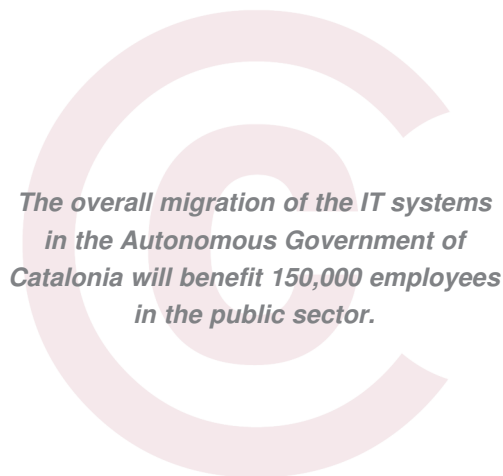 The overall migration of the IT systems
in the Autonomous Government of
Catalonia will benefit 150,000 employees
in the public sector.